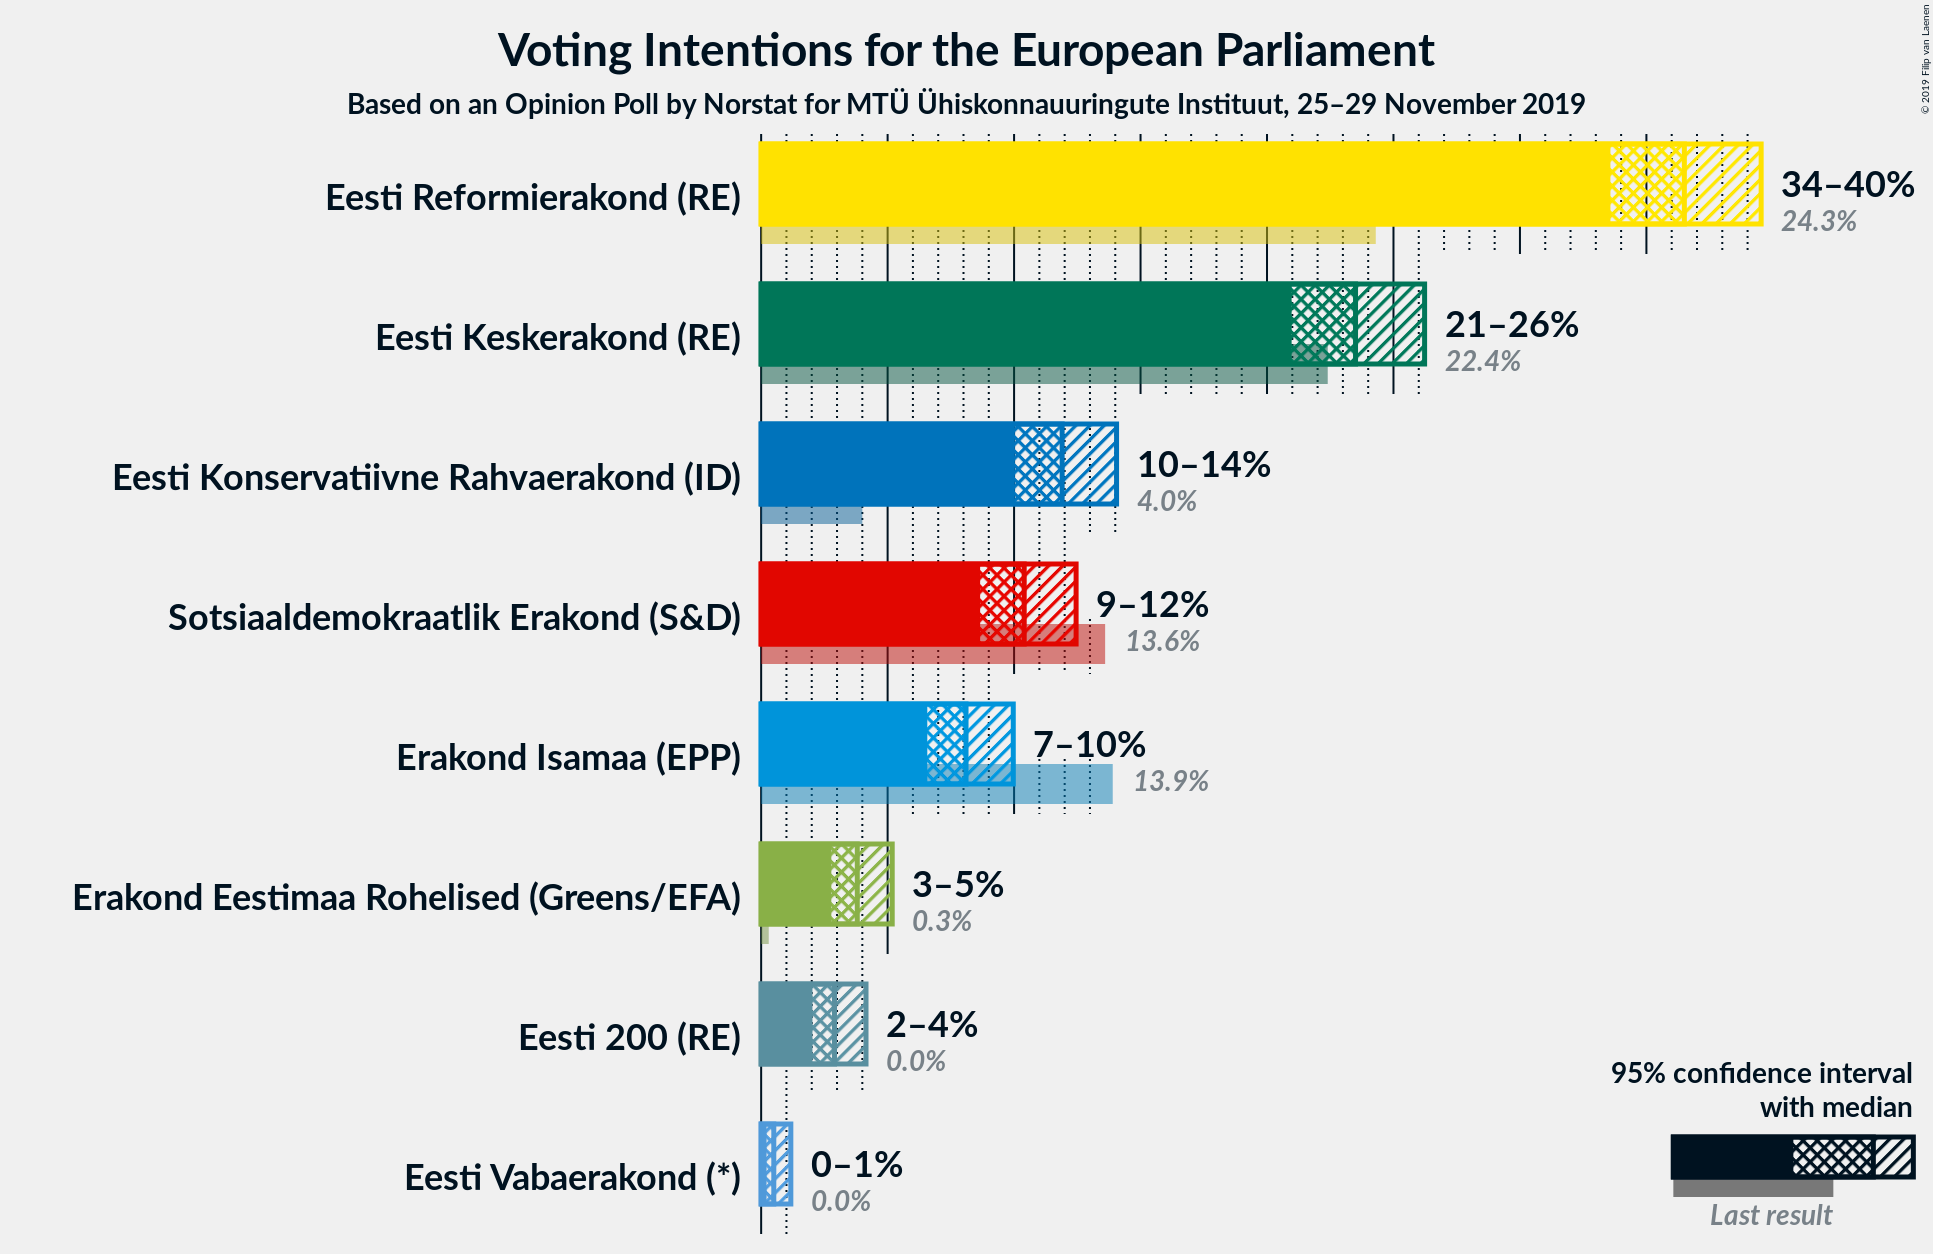 Voting Intentions for the European Parliament
Based on an Opinion Poll by Norstat for MTÜ Ühiskonnauuringute Instituut, 25–29 November 2019
© 2019 Filip van Laenen
Eesti Reformierakond (RE)
34–40%
24.3%
Eesti Keskerakond (RE)
21–26%
22.4%
Eesti Konservatiivne Rahvaerakond (ID)
10–14%
4.0%
Sotsiaaldemokraatlik Erakond (S&D)
9–12%
13.6%
Erakond Isamaa (EPP)
7–10%
13.9%
Erakond Eestimaa Rohelised (Greens/EFA)
3–5%
0.3%
Eesti 200 (RE)
2–4%
0.0%
Eesti Vabaerakond (*)
0–1%
0.0%
95% confidence interval
with median
Last result